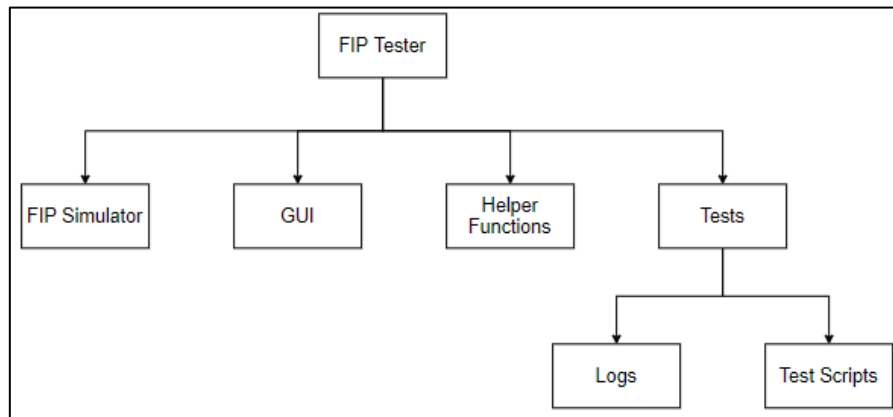 FIP Tester
FIP Simulator
GUI
Helper
Functions
Tests
Logs
Test Scripts